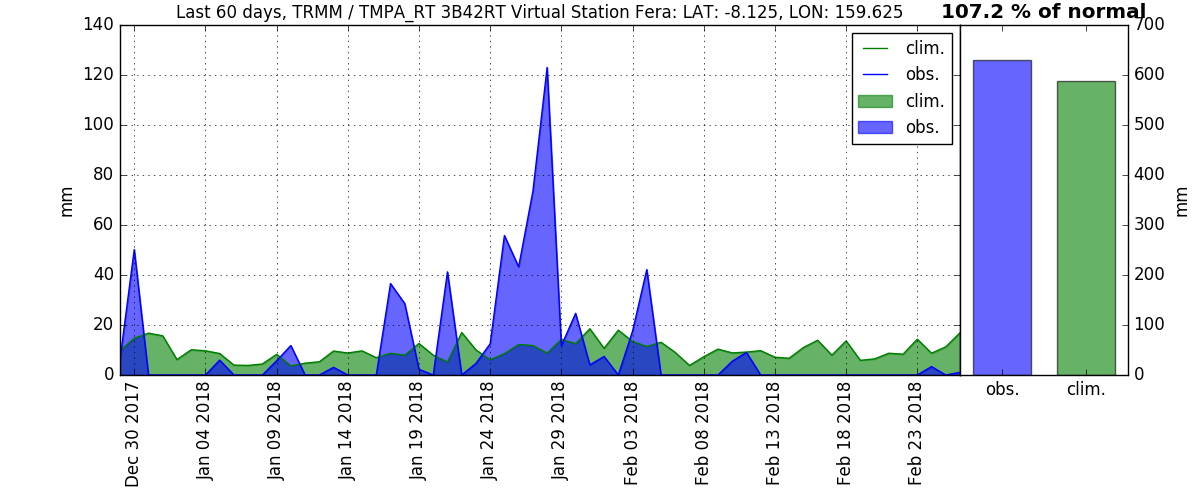 Last 60 days, TRMM / TMPA_RT 3B42RT Virtual Station Fera: LAT: -8.125, LON: 159.625
107.2 % of normal
mm
140
120
100
80
60
40
20
0
clim.
obs.
clim.
obs.
700
600
500
400
300
200
100
0
mm
Dec 30 2017
Jan 04 2018
Jan 09 2018
Jan 14 2018
Jan 19 2018
Jan 24 2018
Jan 29 2018
Feb 03 2018
Feb 08 2018
Feb 13 2018
Feb 18 2018
Feb 23 2018
obs.
clim.